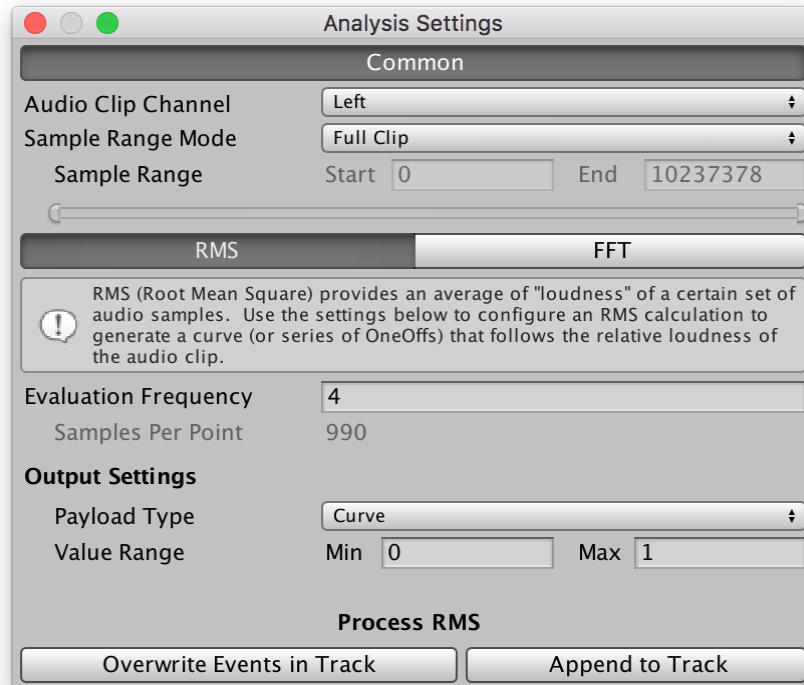 Analysis Settings
Common
Audio Clip Channel Left
Sample Range Mode Full Clip
Sample Range Start 0 End 10237378
RMS FFT
RMS (Root Mean Square) provides an average of "loudness" of a certain set of
audio samples.  Use the settings below to configure an RMS calculation to
generate a curve (or series of OneOffs) that follows the relative loudness of
the audio clip.
Evaluation Frequency 4
Samples Per Point 990
Output Settings
Payload Type Curve
Value Range Min 0 Max 1
Process RMS
Overwrite Events in Track Append to Track